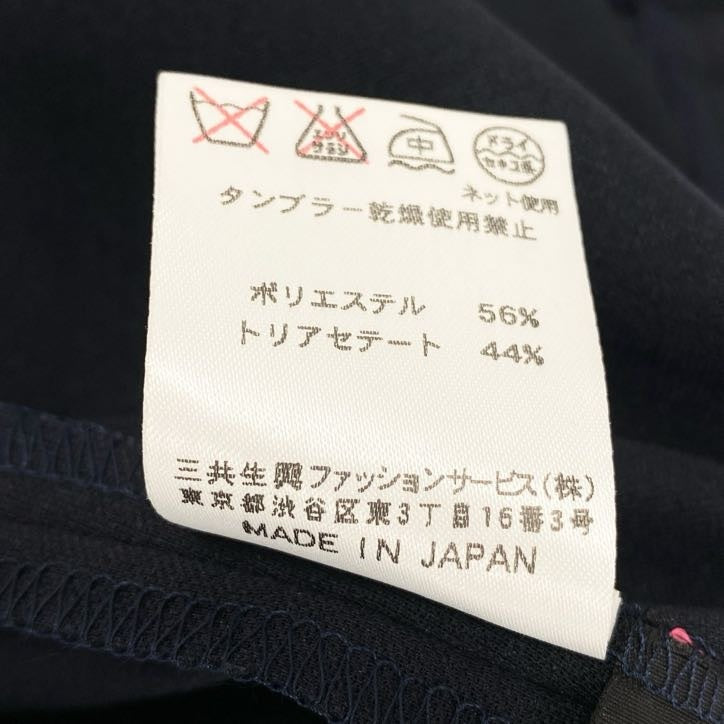 エンソ サラシ 中 ドライ セキユ系
ネット使用
タンブラー乾燥使用禁止
ポリエステル 56%
トリアセテート 44%
三共生興ファッションサービス(株)
東京都渋谷区東3丁目16番3号
MADE IN JAPAN